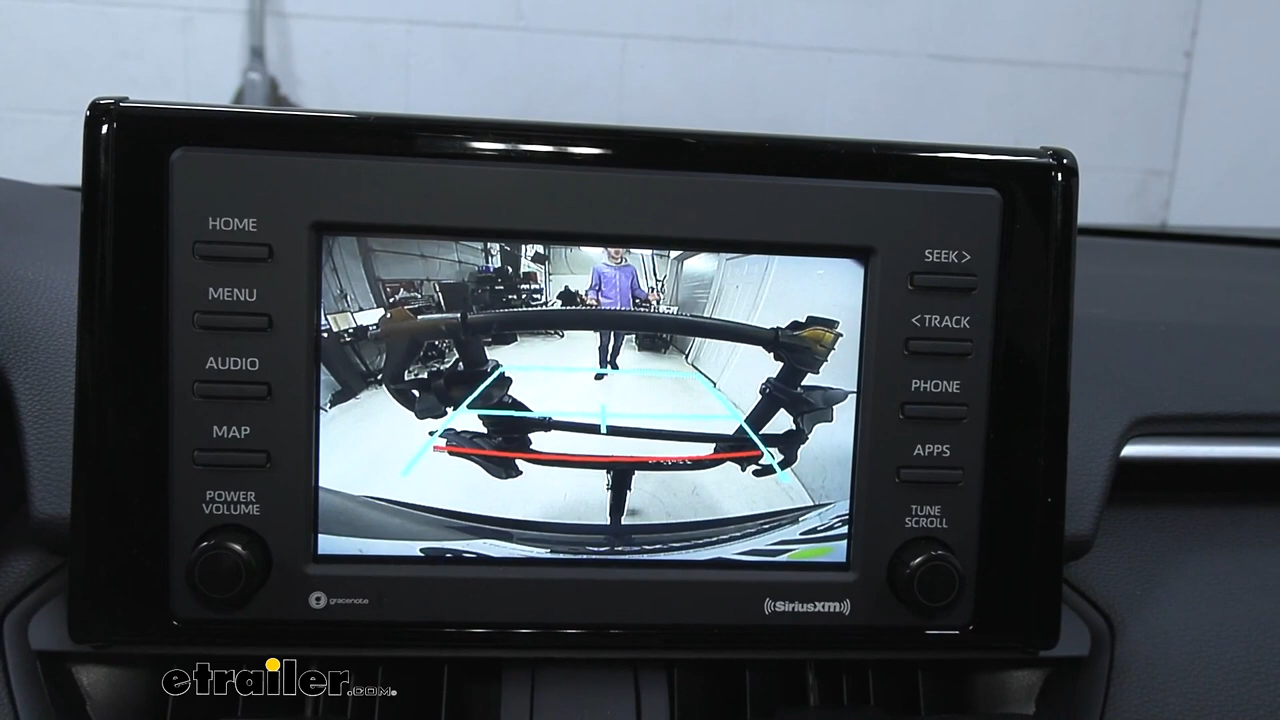 HOME
MENU
AUDIO
MAP
POWER
VOLUME
SEEK>
<TRACK
PHONE
APPS
TUNE
SCROLL
gracenote
((SiriusXM))
etrailer.COM.